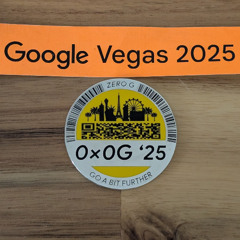 Google Vegas 2025
ZERO G
0x0G '25
GO A BIT FURTHER